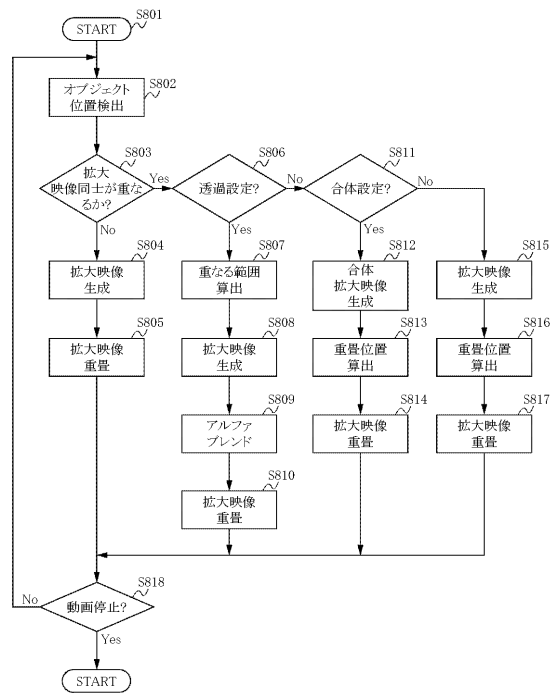 START
S801
オブジェクト
位置検出
S802
拡大
映像同士が重な
るか?
S803
Yes
No
透過設定?
S806
No
Yes
合体設定?
S811
No
Yes
拡大映像
生成
S804
拡大映像
重畳
S805
重なる範囲
算出
S807
拡大映像
生成
S808
アルファ
ブレンド
S809
拡大映像
重畳
S810
合体
拡大映像
生成
S812
重畳位置
算出
S813
拡大映像
重畳
S814
拡大映像
生成
S815
重畳位置
算出
S816
拡大映像
重畳
S817
動画停止?
S818
No
Yes
START